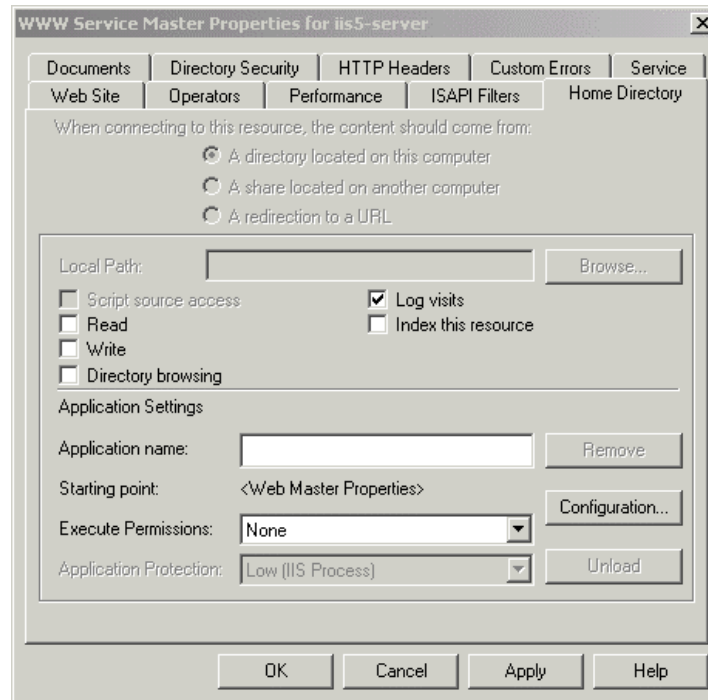 WWW Service Master Properties for iis5-server
Documents Directory Security HTTP Headers Custom Errors Service
Web Site Operators Performance ISAPI Filters Home Directory
When connecting to this resource, the content should come from:
A directory located on this computer
A share located on another computer
A redirection to a URL
Local Path: Browse...
Script source access Log visits
Read Index this resource
Write
Directory browsing
Application Settings
Application name: Remove
Starting point: <Web Master Properties>
Configuration...
Execute Permissions: None
Application Protection: Low (IIS Process) Unload
OK Cancel Apply Help